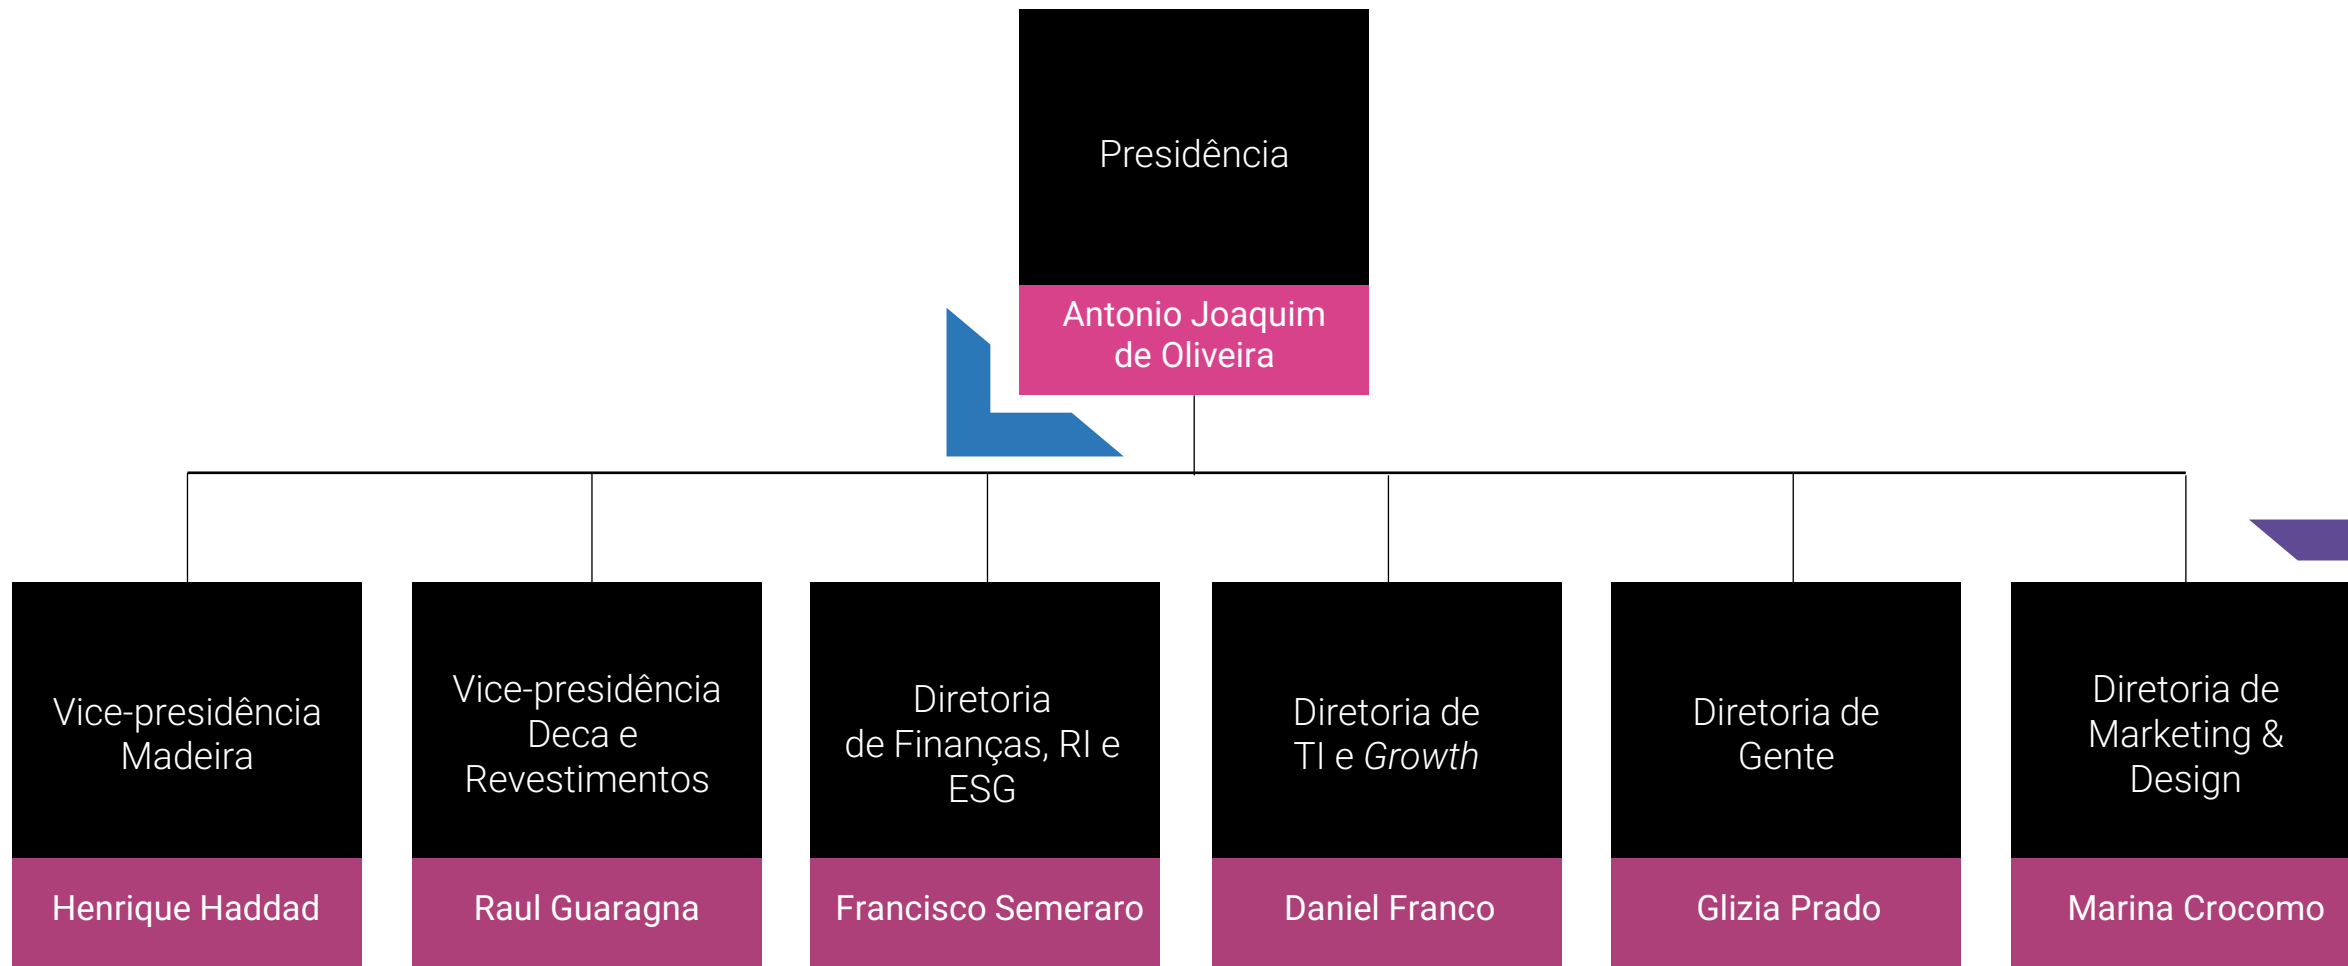 Presidência
Antonio Joaquim
de Oliveira
Vice-presidência
Madeira
Henrique Haddad
Vice-presidência
Deca e
Revestimentos
Raul Guaragna
Diretoria
de Finanças, RI e
ESG
Francisco Semeraro
Diretoria de
TI e Growth
Daniel Franco
Diretoria de
Gente
Glizia Prado
Diretoria de
Marketing &
Design
Marina Crocomo